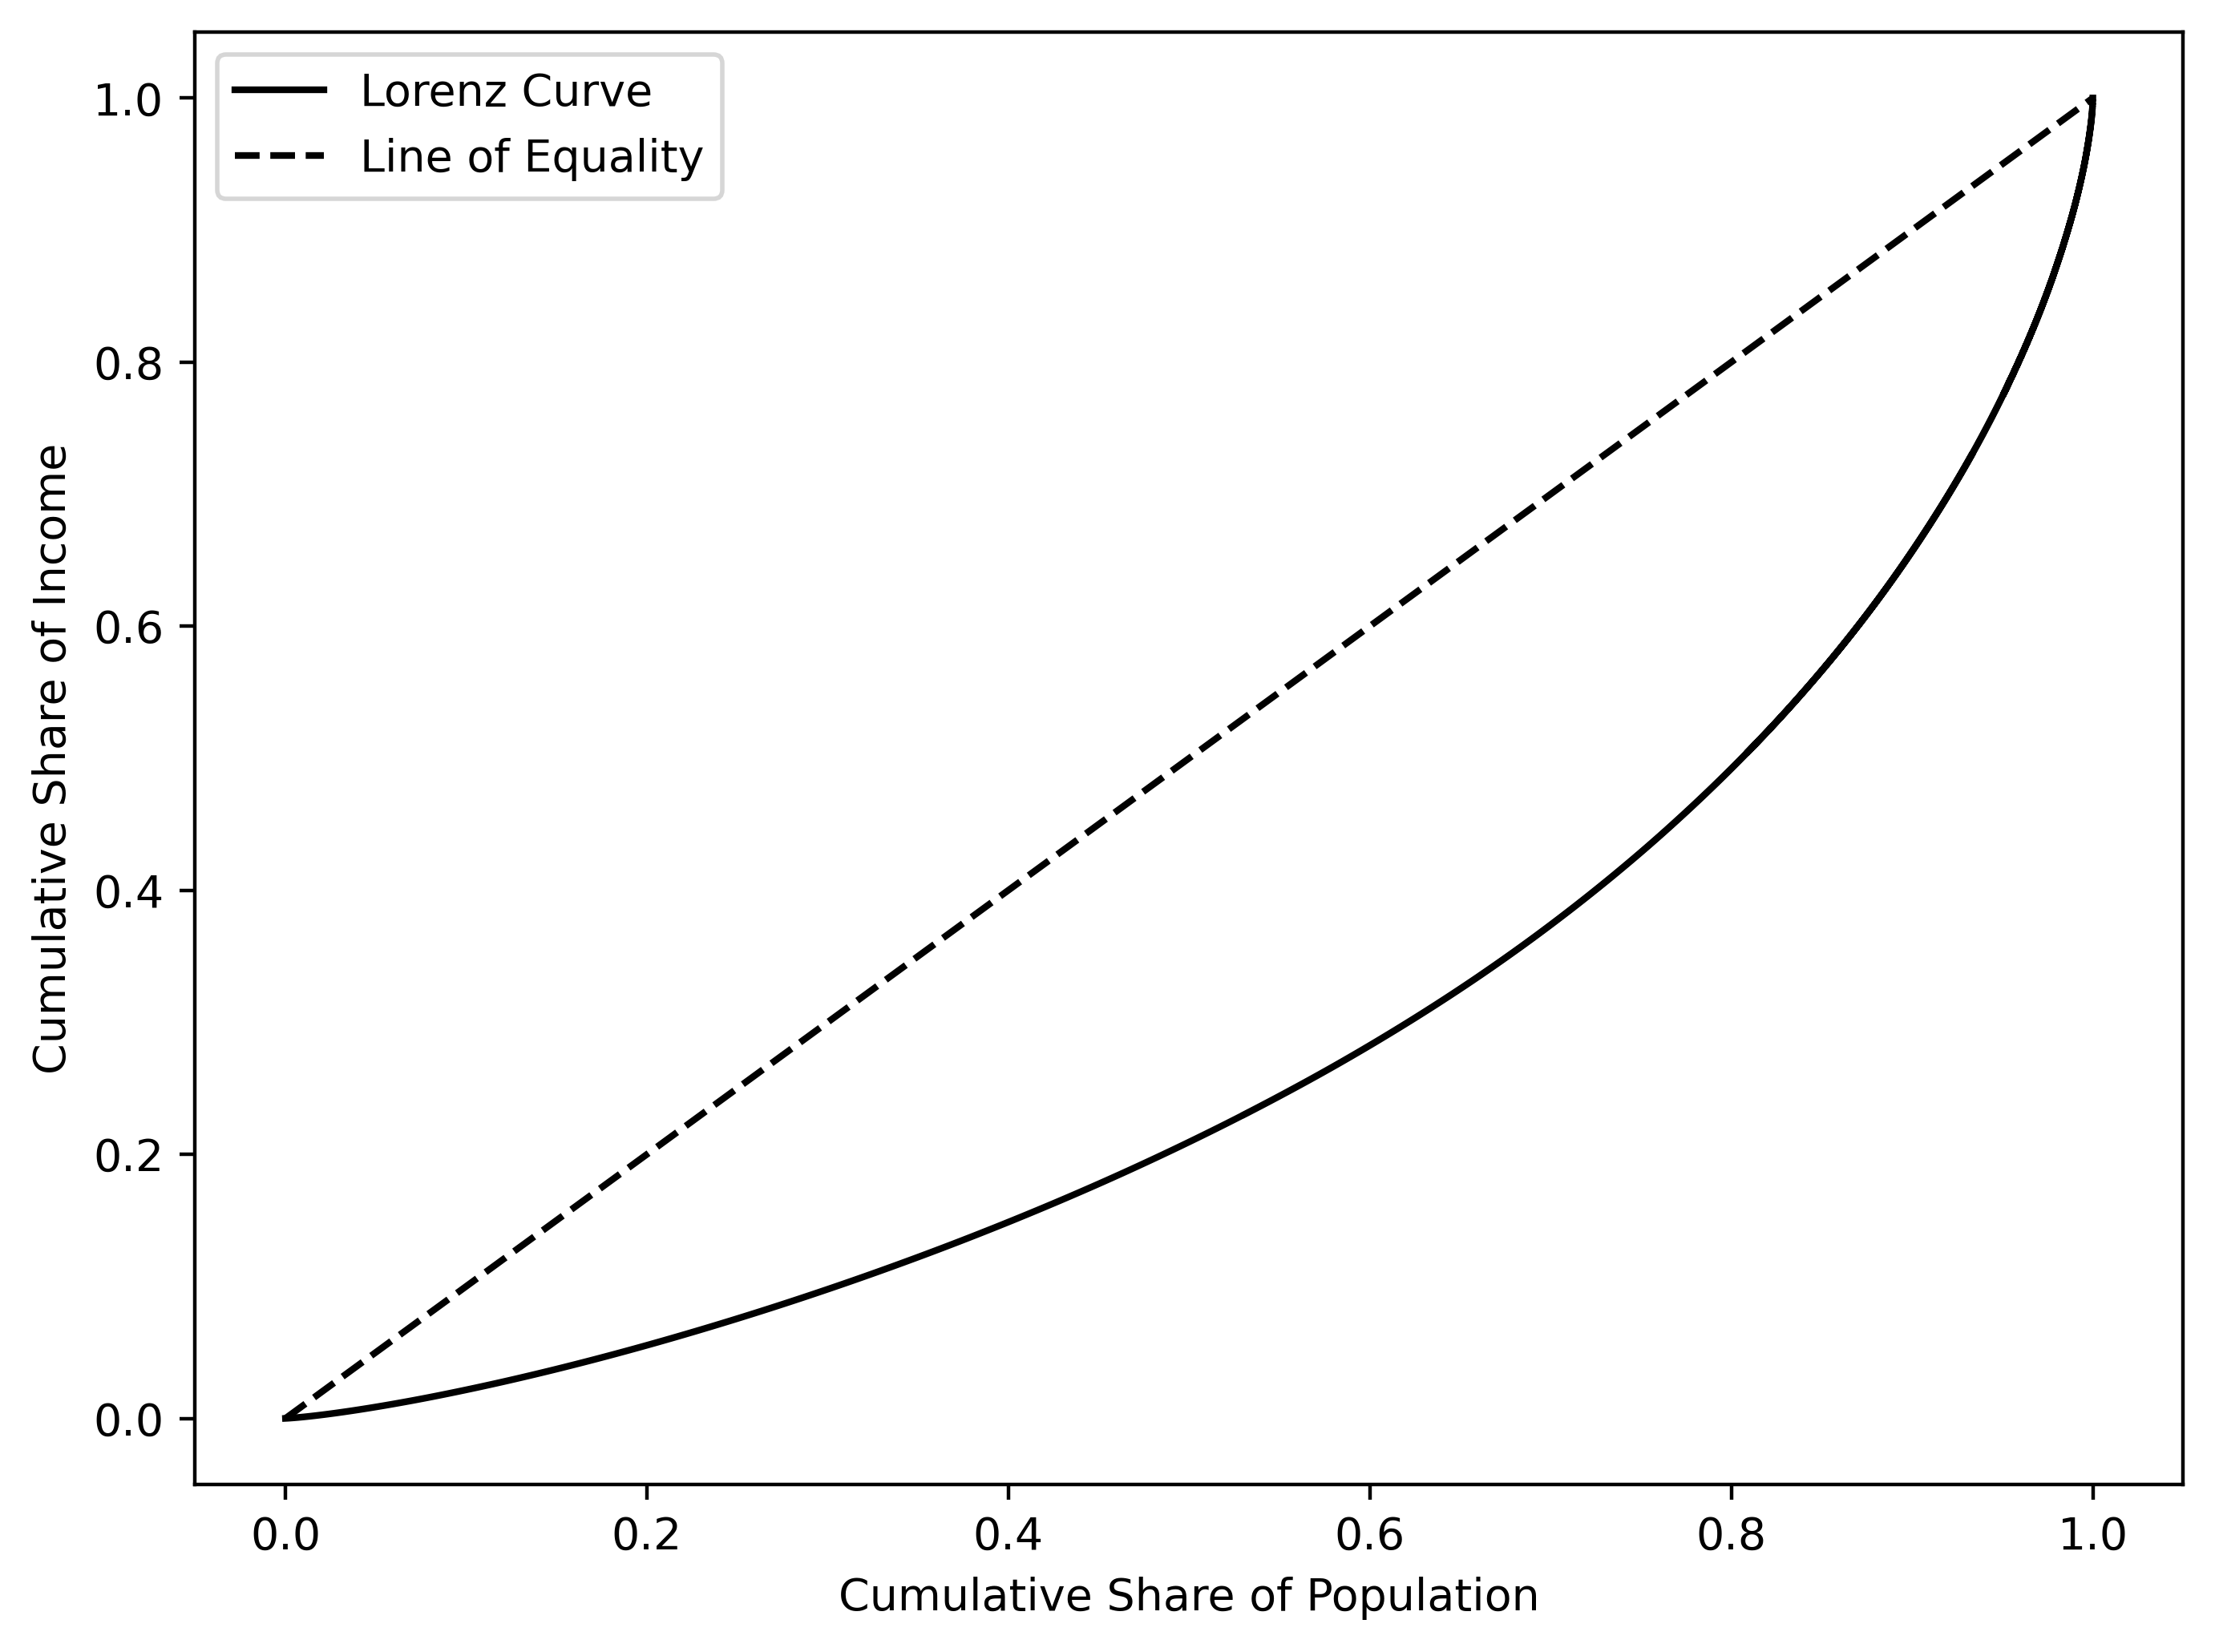 Lorenz Curve
Line of Equality
1.0
0.8
0.6
0.4
0.2
0.0
Cumulative Share of Income
0.0 0.2 0.4 0.6 0.8 1.0
Cumulative Share of Population